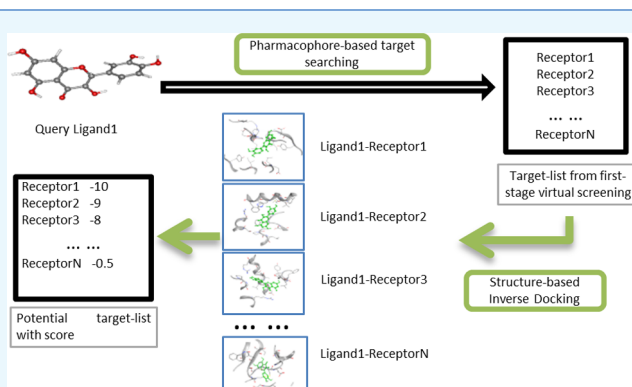 Pharmacophore-based target
searching
Query Ligand1
Receptor1
Receptor2
Receptor3
... ...
ReceptorN
Target-list from first-
stage virtual screening
Structure-based
Inverse Docking
Ligand1-Receptor1
Ligand1-Receptor2
Ligand1-Receptor3
... ...
Ligand1-ReceptorN
Receptor1 -10
Receptor2 -9
Receptor3 -8
... ...
ReceptorN -0.5
Potential target-list
with score